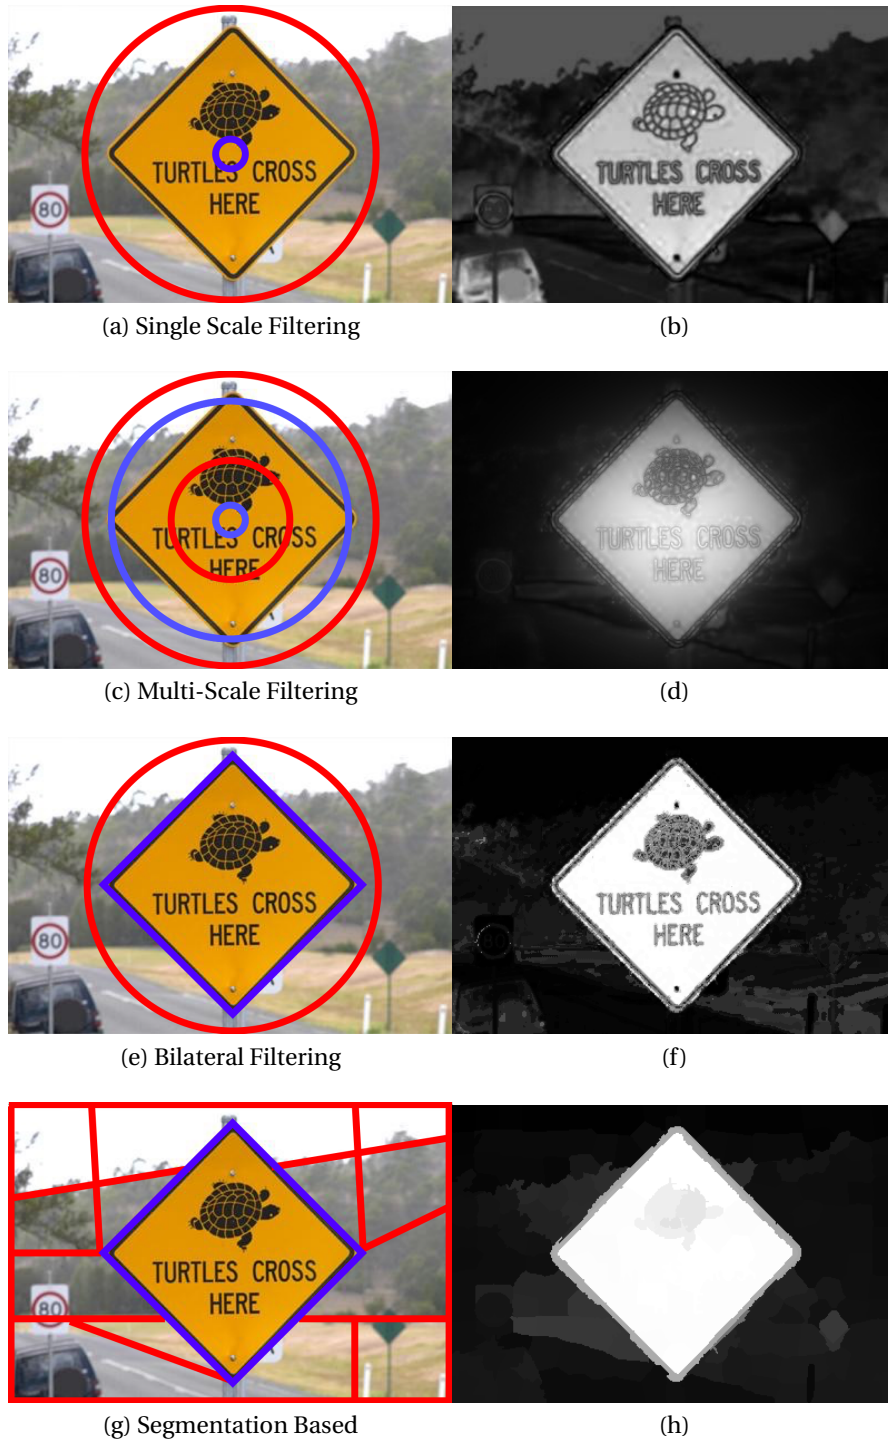 80
TURTLES CROSS
HERE
TURTLES CROSS
HERE
(a) Single Scale Filtering
(b)
80
TURTLES CROSS
HERE
TURTLES CROSS
HERE
(c) Multi-Scale Filtering
(d)
80
TURTLES CROSS
HERE
80
TURTLES CROSS
HERE
(e) Bilateral Filtering
(f)
80
TURTLES CROSS
HERE
(g) Segmentation Based
(h)